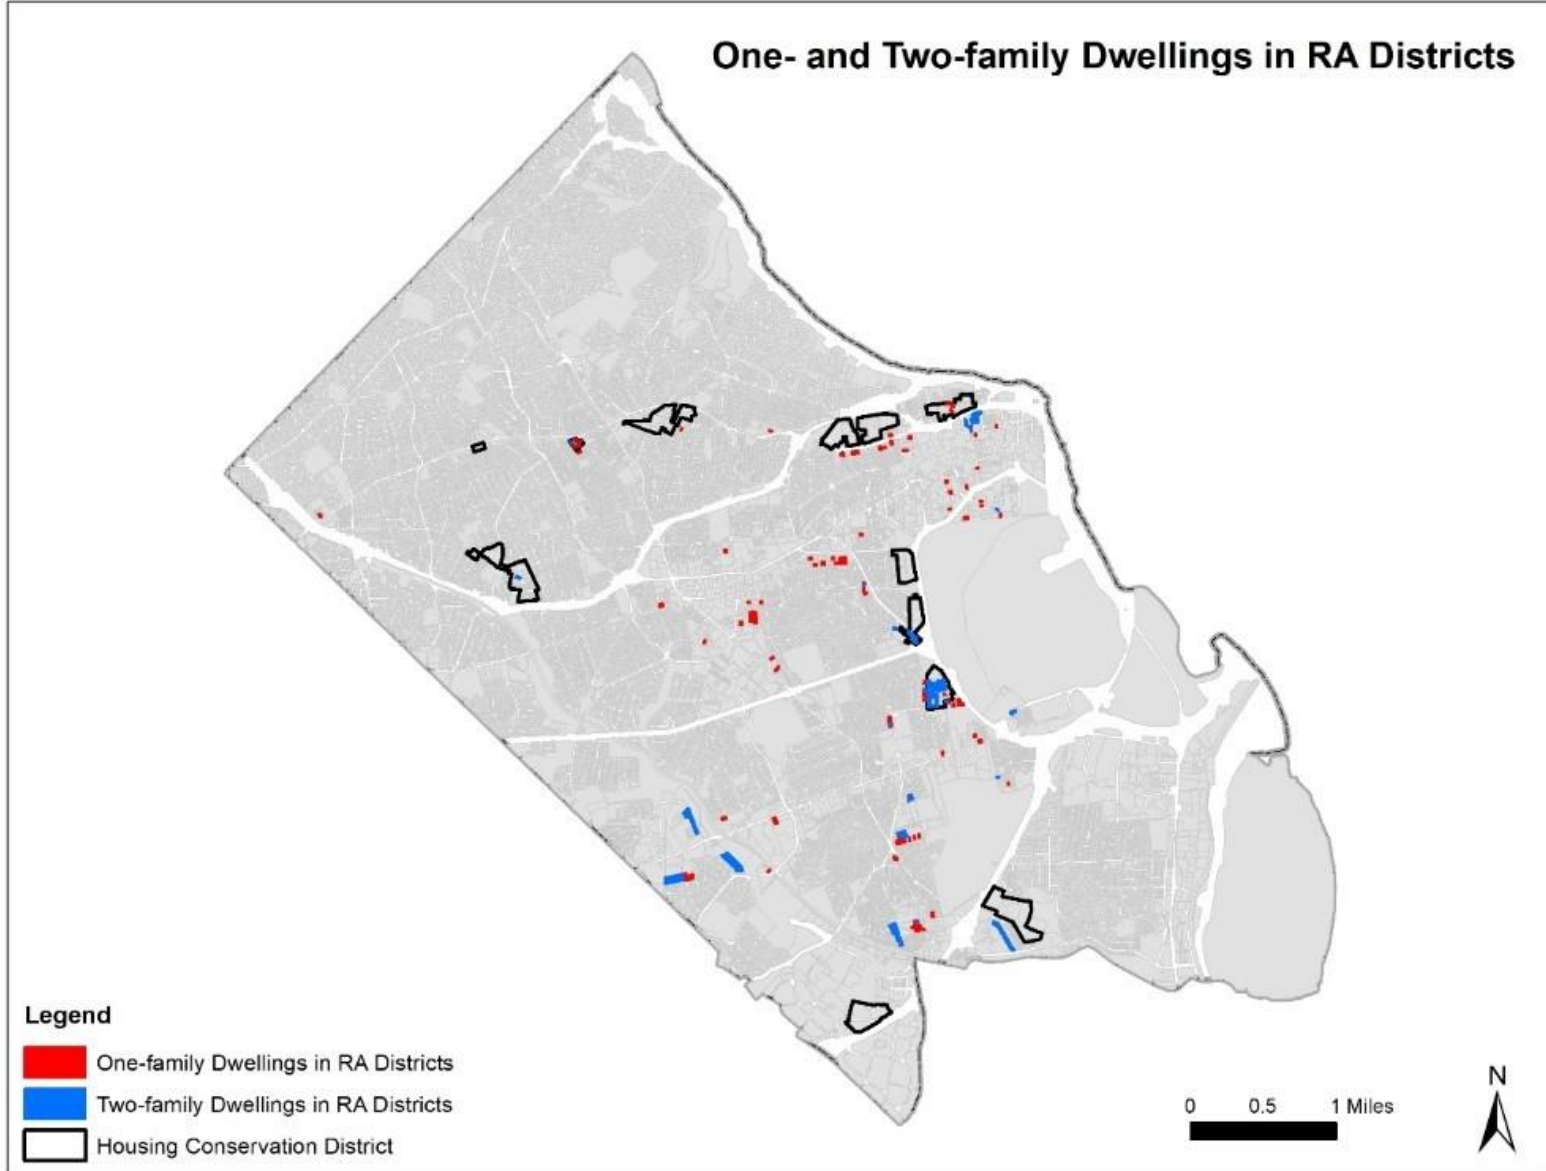 One- and Two-family Dwellings in RA Districts
Legend
One-family Dwellings in RA Districts
Two-family Dwellings in RA Districts
Housing Conservation District
N
0 0.5 1 Miles